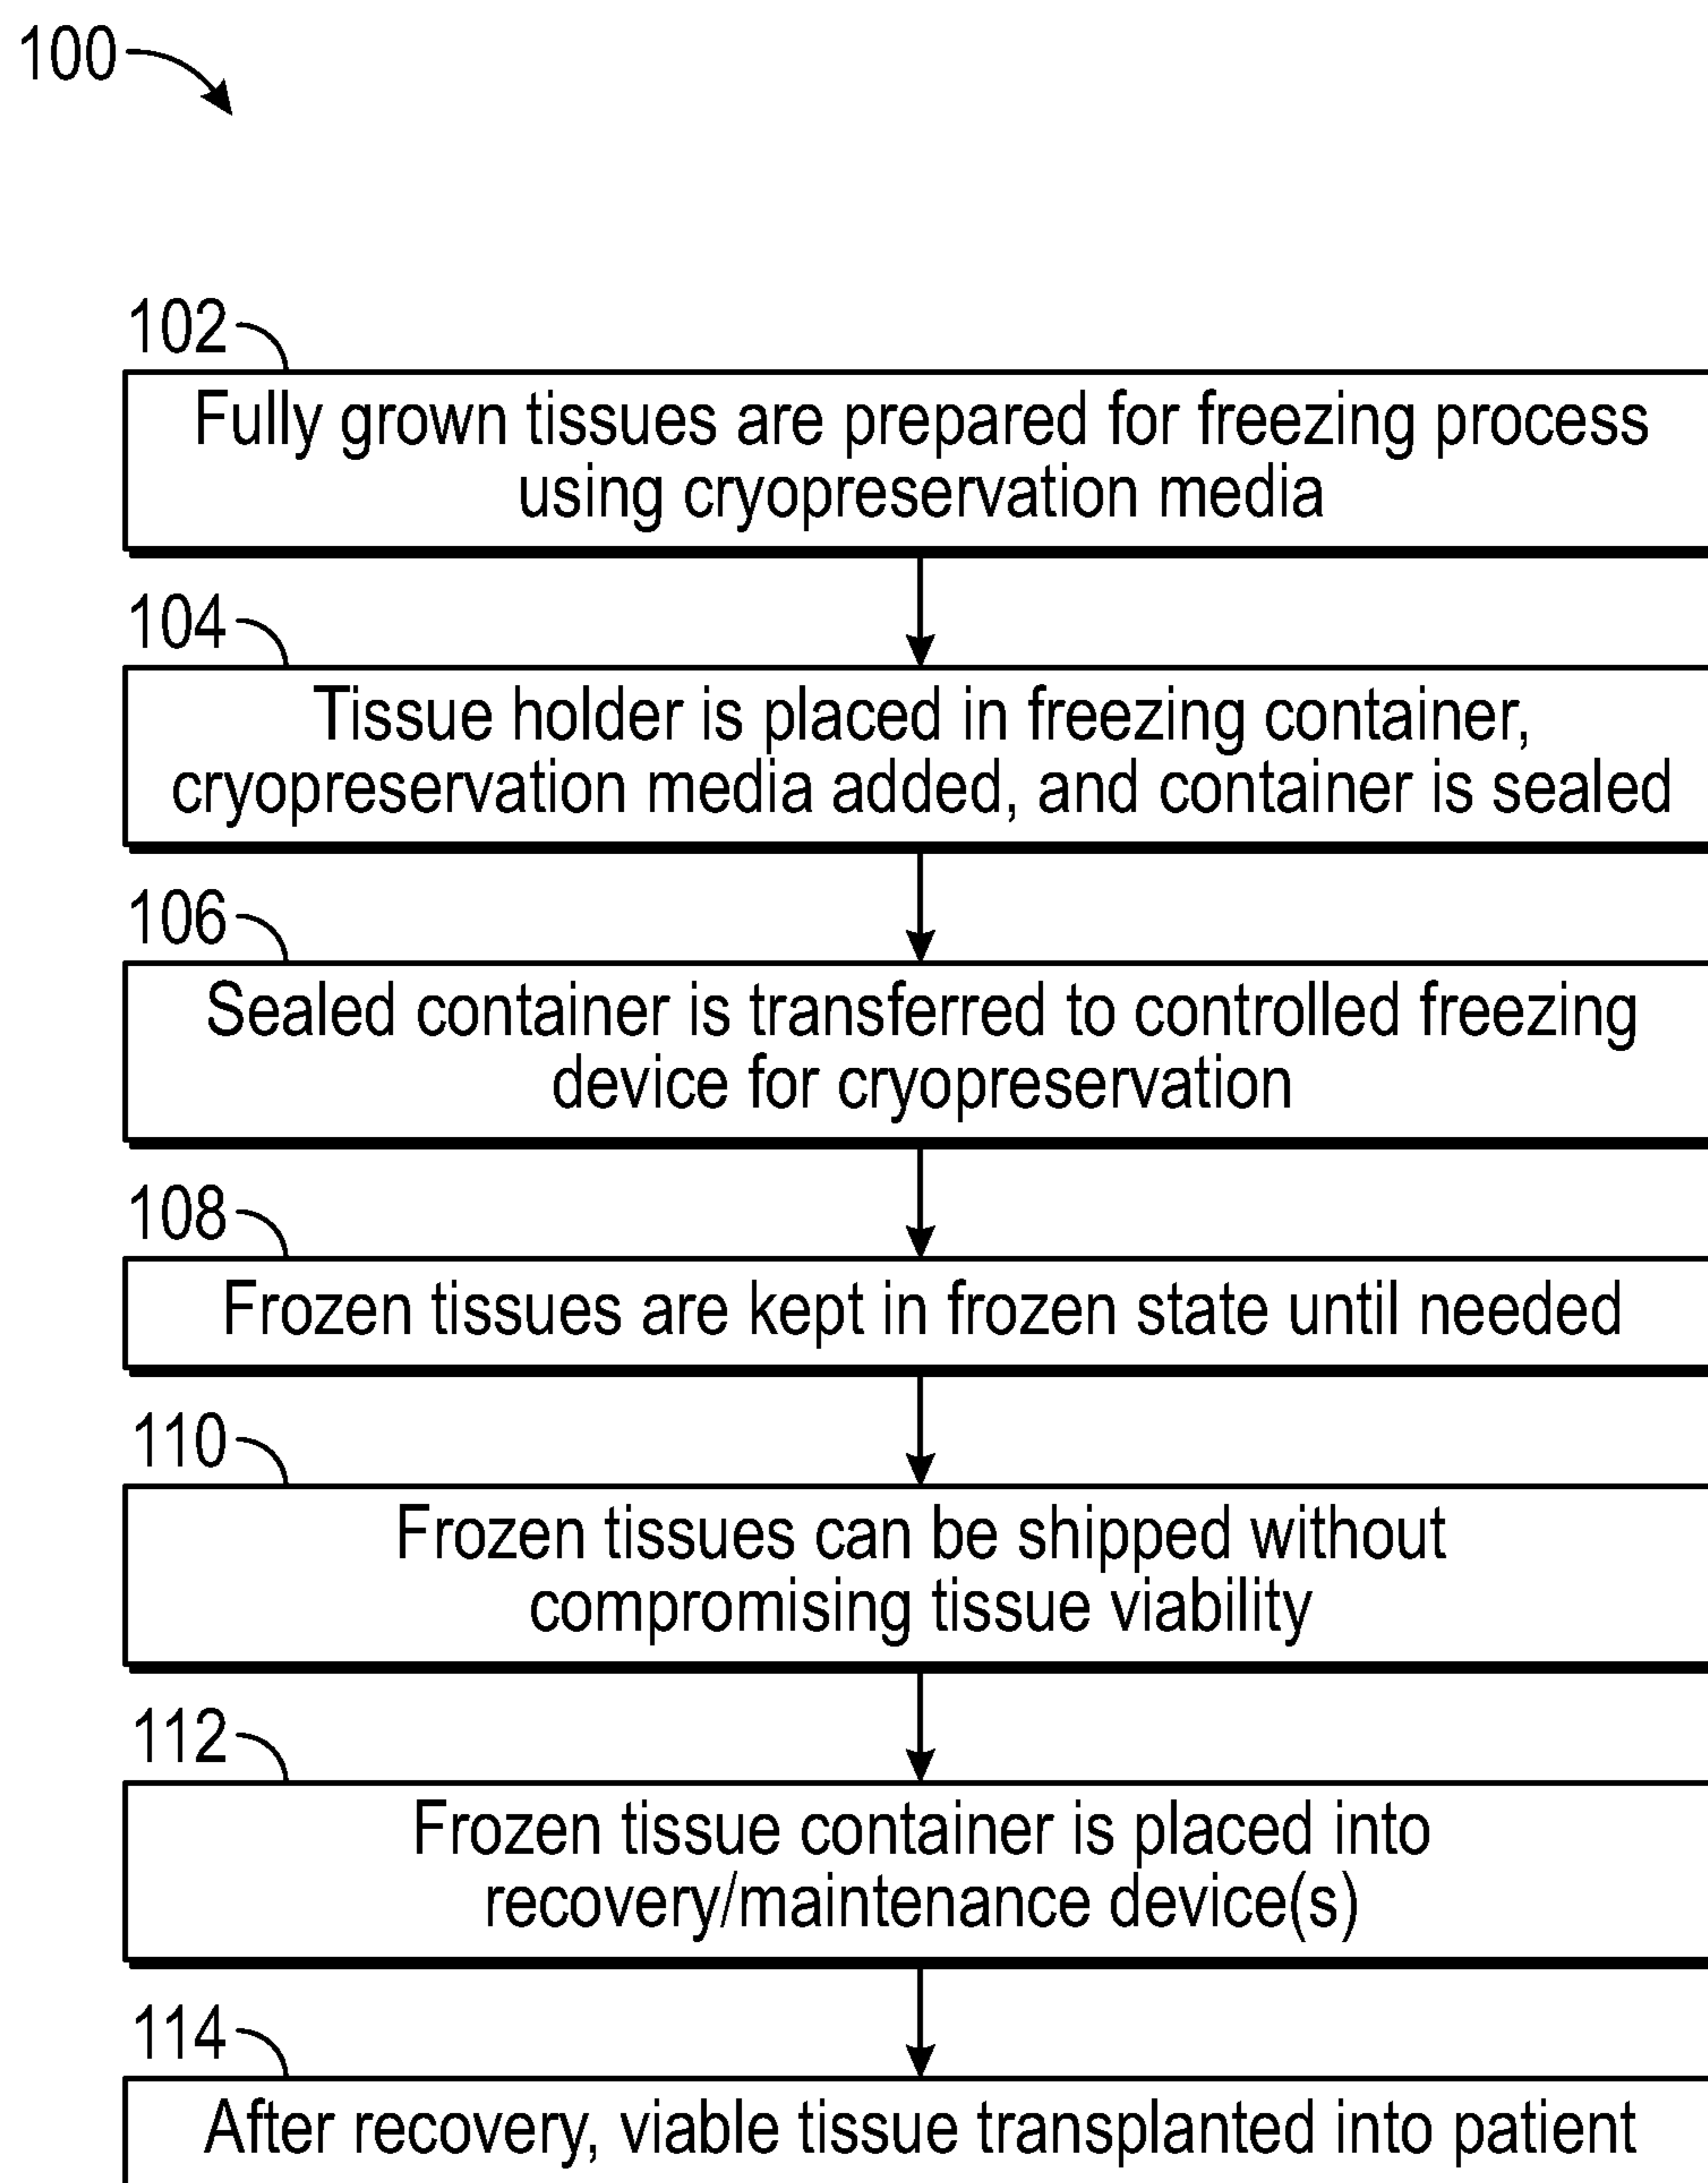 100
102
Fully grown tissues are prepared for freezing process
using cryopreservation media
104
Tissue holder is placed in freezing container,
cryopreservation media added, and container is sealed
106
Sealed container is transferred to controlled freezing
device for cryopreservation
108
Frozen tissues are kept in frozen state until needed
110
Frozen tissues can be shipped without
compromising tissue viability
112
Frozen tissue container is placed into
recovery/maintenance device(s)
114
After recovery, viable tissue transplanted into patient